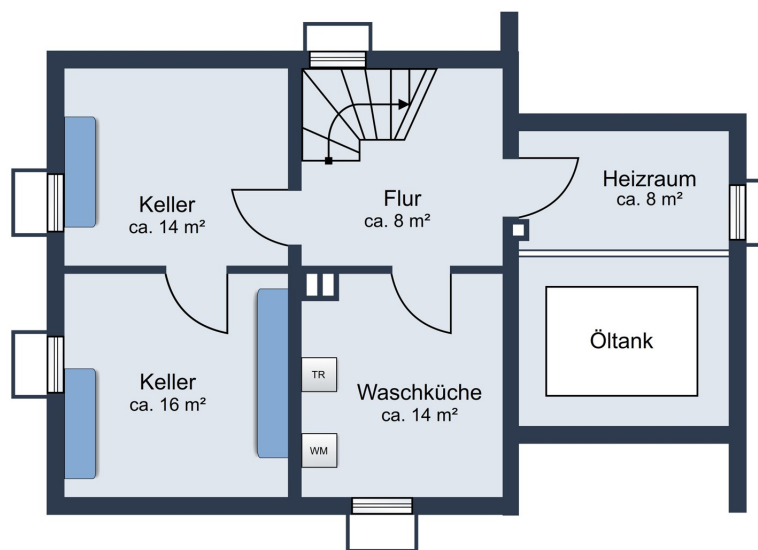 Keller
ca. 14 m²
Flur
ca. 8 m²
Heizraum
ca. 8 m²
Öltank
Keller
ca. 16 m²
TR
WM
Waschküche
ca. 14 m²